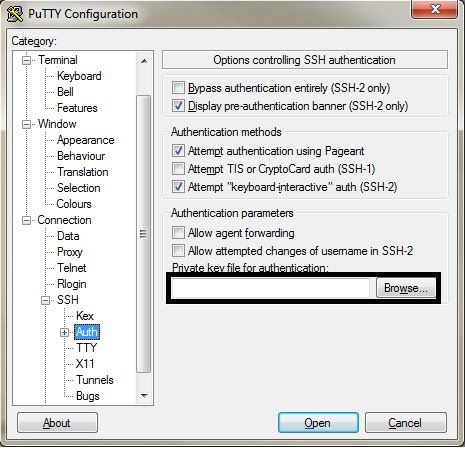 PuTTY Configuration
Category:
Terminal
Keyboard
Bell
Features
Window
Appearance
Behaviour
Translation
Selection
Colours
Connection
Data
Proxy
Telnet
Rlogin
SSH
Kex
Auth
TTY
X11
Tunnels
Bugs
Options controlling SSH authentication
Bypass authentication entirely (SSH-2 only)
Display pre-authentication banner (SSH-2 only)
Authentication methods
Attempt authentication using Pageant
Attempt TIS or CryptoCard auth (SSH-1)
Attempt "keyboard-interactive" auth (SSH-2)
Authentication parameters
Allow agent forwarding
Allow attempted changes of username in SSH-2
Private key file for authentication:
Browse...
About
Open
Cancel